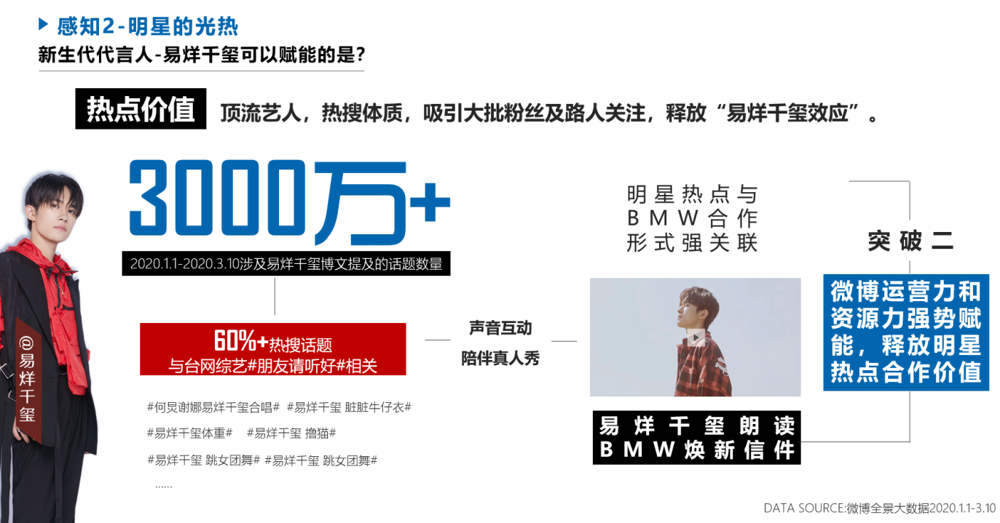 感知2-明星的光热
新生代代言人-易烊千玺可以赋能的是?
热点价值
顶流艺人，热搜体质，吸引大批粉丝及路人关注，释放“易烊千玺效应”。
3000万+
2020.1.1-2020.3.10涉及易烊千玺博文提及的话题数量
60%+热搜话题
与台网综艺#朋友请听好#相关
#何炅谢娜易烊千玺合唱# #易烊千玺 脏脏牛仔衣#
#易烊千玺体重# #易烊千玺 撸猫#
#易烊千玺 跳女团舞# #易烊千玺 跳女团舞#
......
@易烊千玺
声音互动
陪伴真人秀
明星热点与
BMW合作
形式强关联
易烊千玺朗读
BMW焕新信件
突破二
微博运营力和
资源力强势赋
能，释放明星
热点合作价值
DATA SOURCE:微博全景大数据2020.1.1-3.10